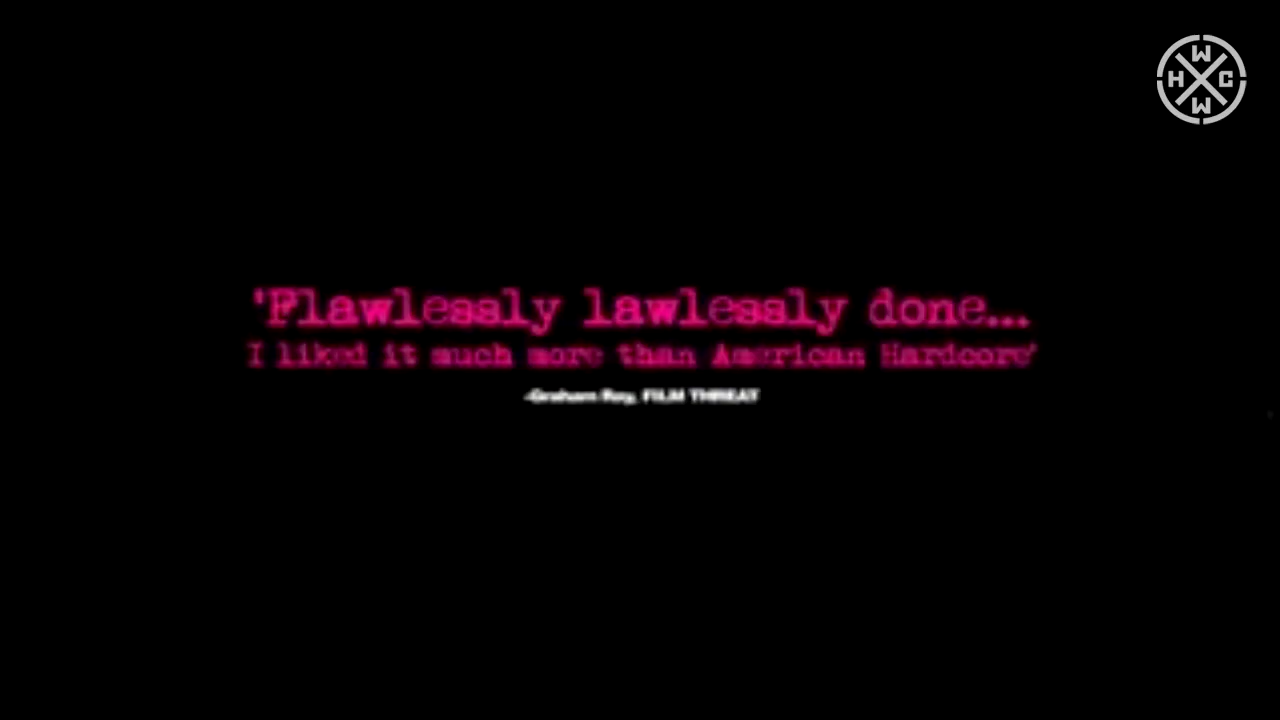 'Flawlessly lawlessly done...
I liked it much more than American Hardcore'
-Graham Roy, FILM THREAT
W
H C
W